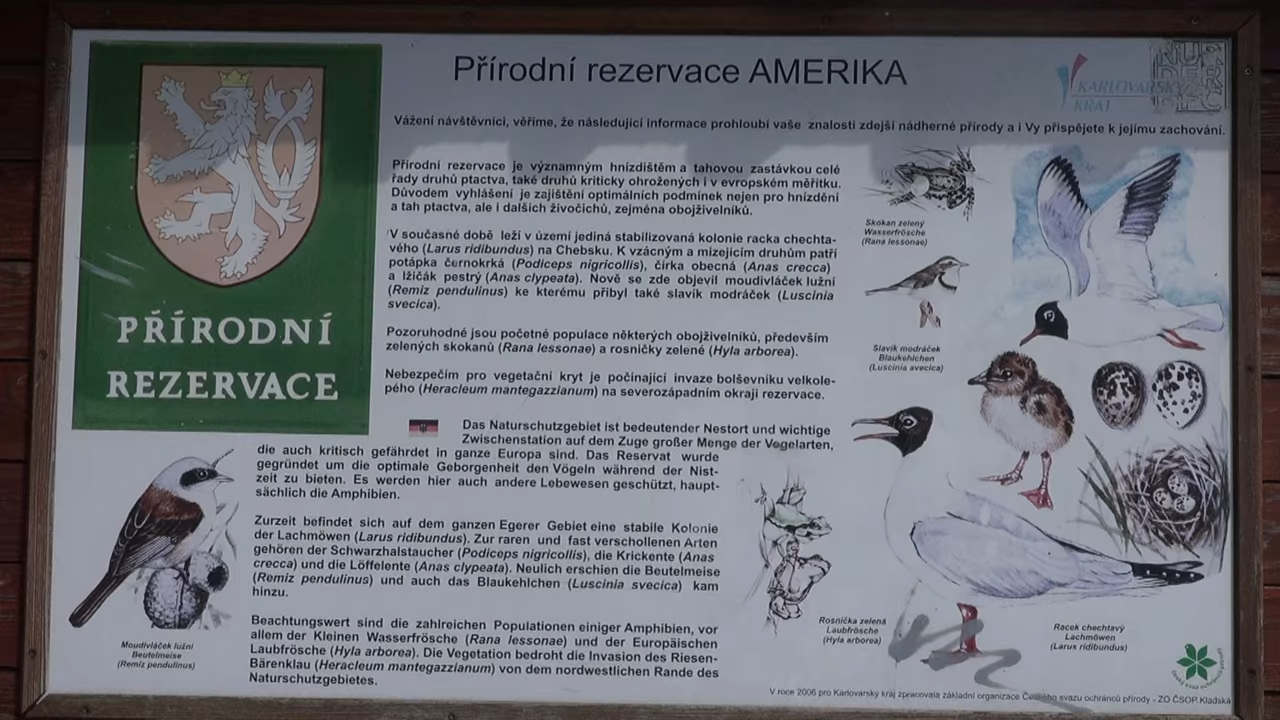 Přírodní rezervace AMERIKA
KARLOVARSKÝ
KRAJ
Vážení návštěvníci, věříme, že následující informace prohloubí vaše znalosti zdejší nádherné přírody a i Vy přispějete k jejímu zachování.
PŘÍRODNÍ
REZERVACE
Přírodní rezervace je významným hnízdištěm a tahovou zastávkou celé
řady druhů ptactva, také druhů kriticky ohrožených i v evropském měřítku.
Důvodem vyhlášení je zajištění optimálních podmínek nejen pro hnízdění
a tah ptactva, ale i dalších živočichů, zejména obojživelníků.
V současné době leží v území jediná stabilizovaná kolonie racka chechta-
vého (Larus ridibundus) na Chebsku. K vzácným a mizejícím druhům patří
potápka černokrká (Podiceps nigricollis), čírka obecná (Anas crecca)
a lžičák pestrý (Anas clypeata). Nově se zde objevil moudivláček lužní
(Remiz pendulinus) ke kterému přibyl také slavík modráček (Luscinia
svecica).
Pozoruhodné jsou početné populace některých obojživelníků, především
zelených skokanů (Rana lessonae) a rosničky zelené (Hyla arborea).
Nebezpečím pro vegetační kryt je počínající invaze bolševníku velkole-
pého (Heracleum mantegazzianum) na severozápadním okraji rezervace.
Das Naturschutzgebiet ist bedeutender Nestort und wichtige
Zwischenstation auf dem Zuge großer Menge der Vogelarten,
die auch kritisch gefährdet in ganze Europa sind. Das Reservat wurde
gegründet um die optimale Geborgenheit den Vögeln während der Nist-
zeit zu bieten. Es werden hier auch andere Lebewesen geschützt, haupt-
sächlich die Amphibien.
Zurzeit befindet sich auf dem ganzen Egerer Gebiet eine stabile Kolonie
der Lachmöwen (Larus ridibundus). Zur raren und fast verschollenen Arten
gehören der Schwarzhalstaucher (Podiceps nigricollis), die Krickente (Anas
crecca) und die Löffelente (Anas clypeata). Neulich erschien die Beutelmeise
(Remiz pendulinus) und auch das Blaukehlchen (Luscinia svecica) kam
hinzu.
Beachtungswert sind die zahlreichen Populationen einiger Amphibien, vor
allem der Kleinen Wasserfrösche (Rana lessonae) und der Europäischen
Laubfrösche (Hyla arborea). Die Vegetation bedroht die Invasion des Riesen-
Bärenklau (Heracleum mantegazzianum) von dem nordwestlichen Rande des
Naturschutzgebietes.
Skokan zelený
Wasserfrösche
(Rana lessonae)
Slavík modráček
Blaukehlchen
(Luscinia avecica)
Moudivláček lužní
Beutelmeise
(Remiz pendulinus)
Rosnička zelená
Laubfrösche
(Hyla arborea)
Racek chechtavý
Lachmöwen
(Larus ridibundus)
V roce 2006 pro Karlovarský kraj zpracovala základní organizace Českého svazu ochránců přírody - ZO ČSOP Kladská